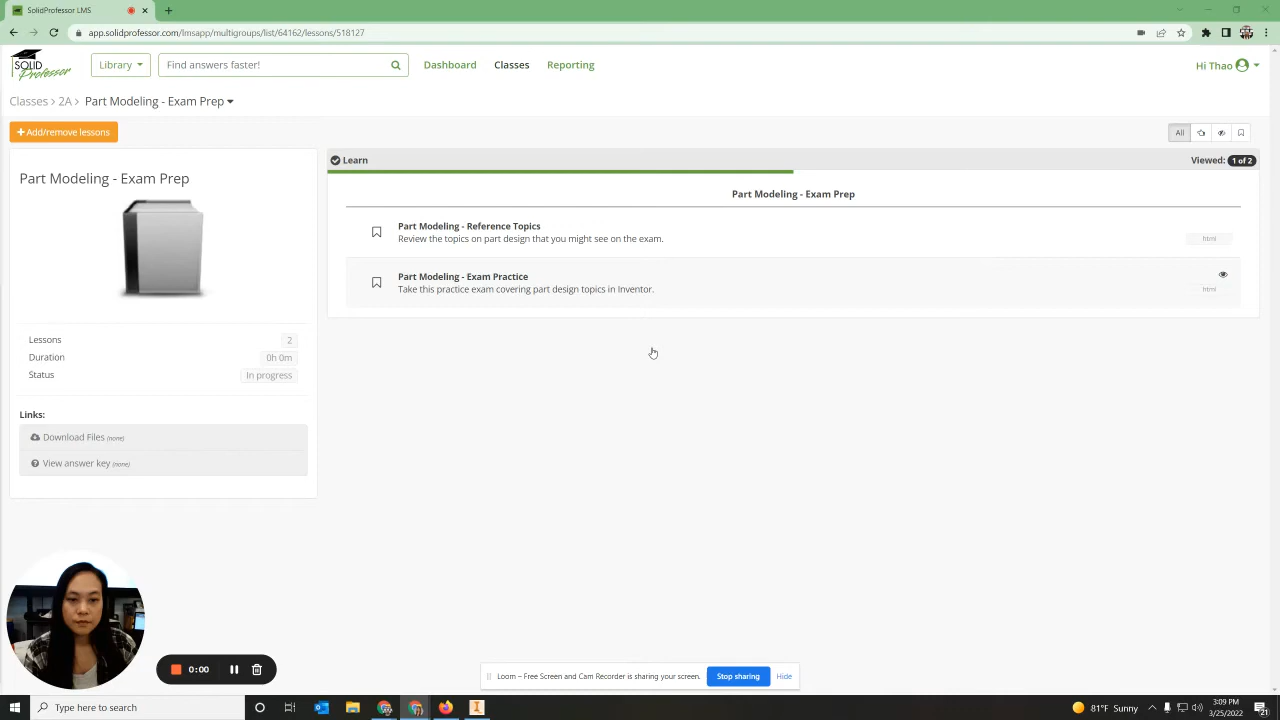 SolidProfessor LMS
app.solidprofessor.com/lmsapp/multigroups/list/64162/lessons/518127
SOLID Professor
Library
Find answers faster!
Dashboard
Classes
Reporting
Hi Thao
Classes > 2A > Part Modeling - Exam Prep
+ Add/remove lessons
All
Part Modeling - Exam Prep
Lessons 2
Duration 0h 0m
Status In progress
Links:
Download Files (none)
View answer key (none)
Learn
Viewed: 1 of 2
Part Modeling - Exam Prep
Part Modeling - Reference Topics
Review the topics on part design that you might see on the exam.
html
Part Modeling - Exam Practice
Take this practice exam covering part design topics in Inventor.
html
0:00
Loom – Free Screen and Cam Recorder is sharing your screen.
Stop sharing
Hide
Type here to search
81°F Sunny
3:09 PM
3/25/2022
21